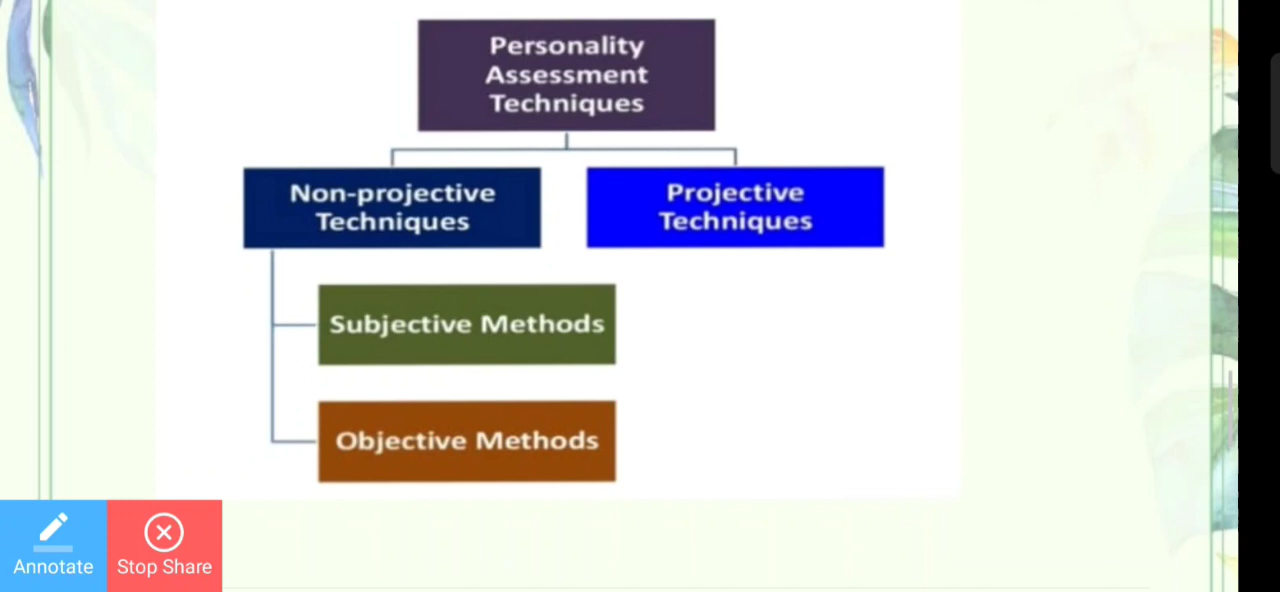 Personality
Assessment
Techniques
Non-projective
Techniques
Projective
Techniques
Subjective Methods
Objective Methods
Annotate
Stop Share